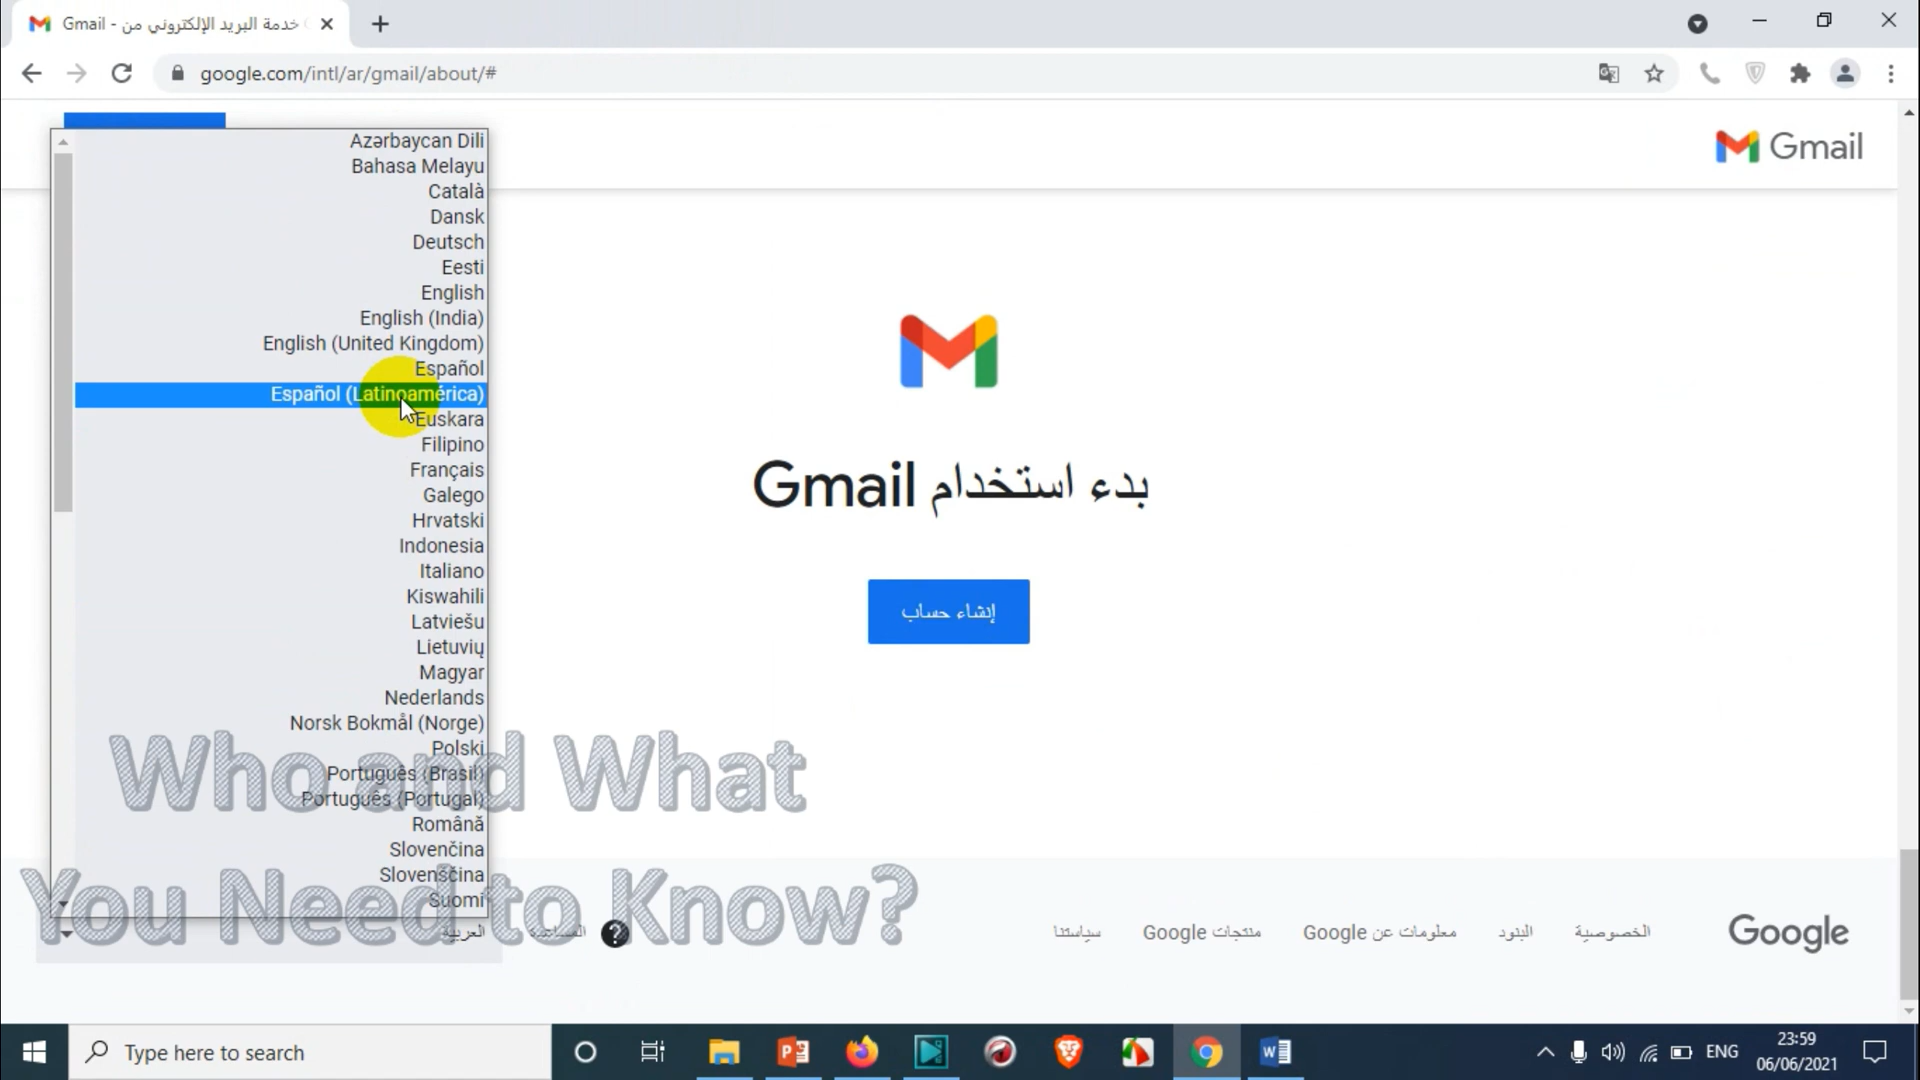 Gmail - خدمة البريد الإلكتروني من
google.com/intl/ar/gmail/about/#
Gmail
Azərbaycan Dili
Bahasa Melayu
Català
Dansk
Deutsch
Eesti
English
English (India)
English (United Kingdom)
Español
Español (Latinoamérica)
Euskara
Filipino
Français
Galego
Hrvatski
Indonesia
Italiano
Kiswahili
Latviešu
Lietuvių
Magyar
Nederlands
Norsk Bokmål (Norge)
Polski
Português (Brasil)
Português (Portugal)
Română
Slovenčina
Slovenščina
Suomi
بدء استخدام Gmail
إنشاء حساب
Who and What
You Need to Know?
Google الخصوصية البنود معلومات عن Google منتجات Google سياستنا المساعدة العربية
Type here to search
ENG
23:59
06/06/2021